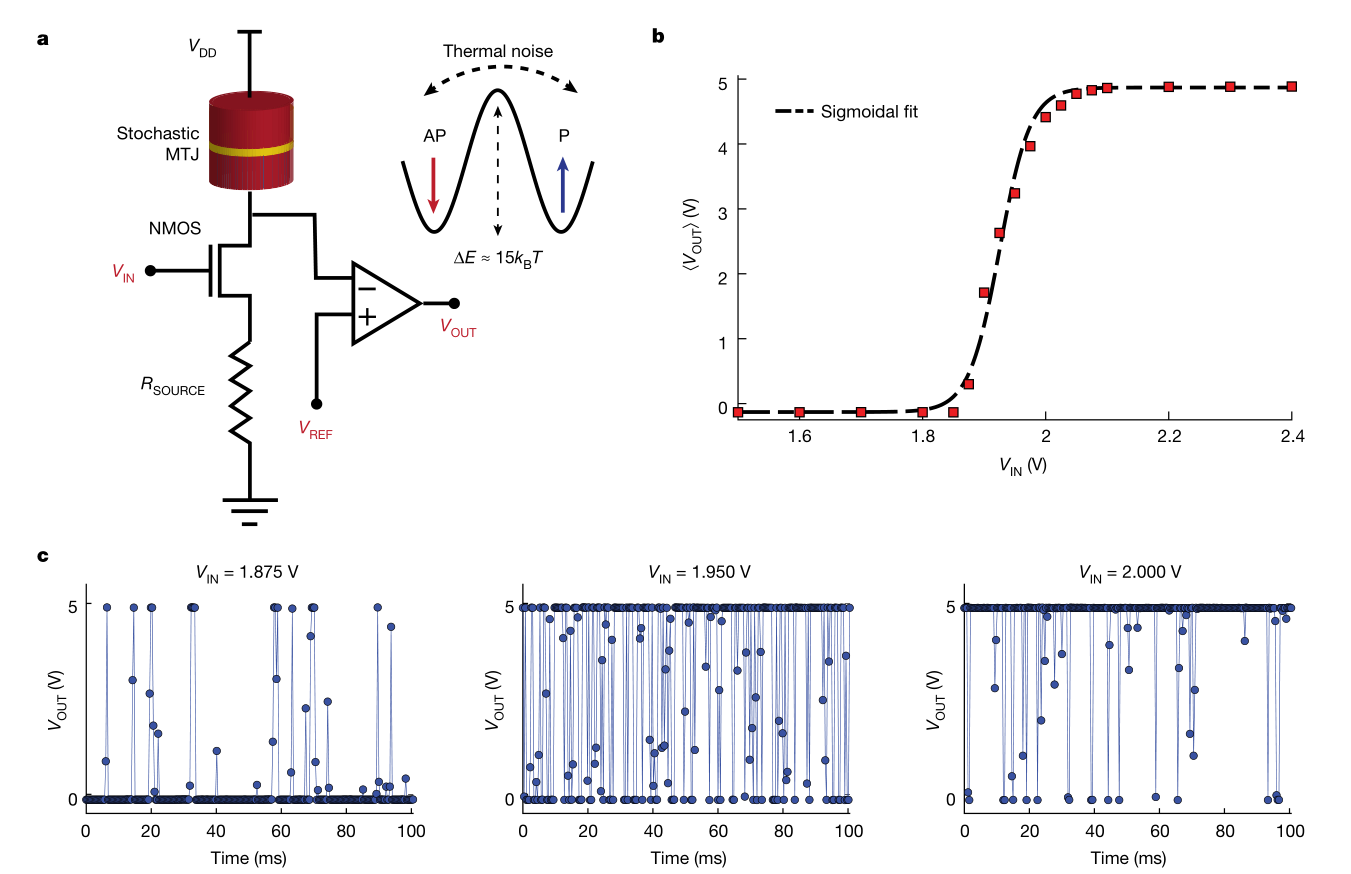 a
V_DD
Stochastic
MTJ
NMOS
V_IN
R_SOURCE
V_REF
V_OUT
−
+
Thermal noise
AP
P
ΔE ≈ 15k_BT
b
⟨V_OUT⟩ (V)
5
4
3
2
1
0
Sigmoidal fit
1.6 1.8 2 2.2 2.4
V_IN (V)
c
V_IN = 1.875 V
V_OUT (V)
5
0
0 20 40 60 80 100
Time (ms)
V_IN = 1.950 V
V_OUT (V)
5
0
0 20 40 60 80 100
Time (ms)
V_IN = 2.000 V
V_OUT (V)
5
0
0 20 40 60 80 100
Time (ms)